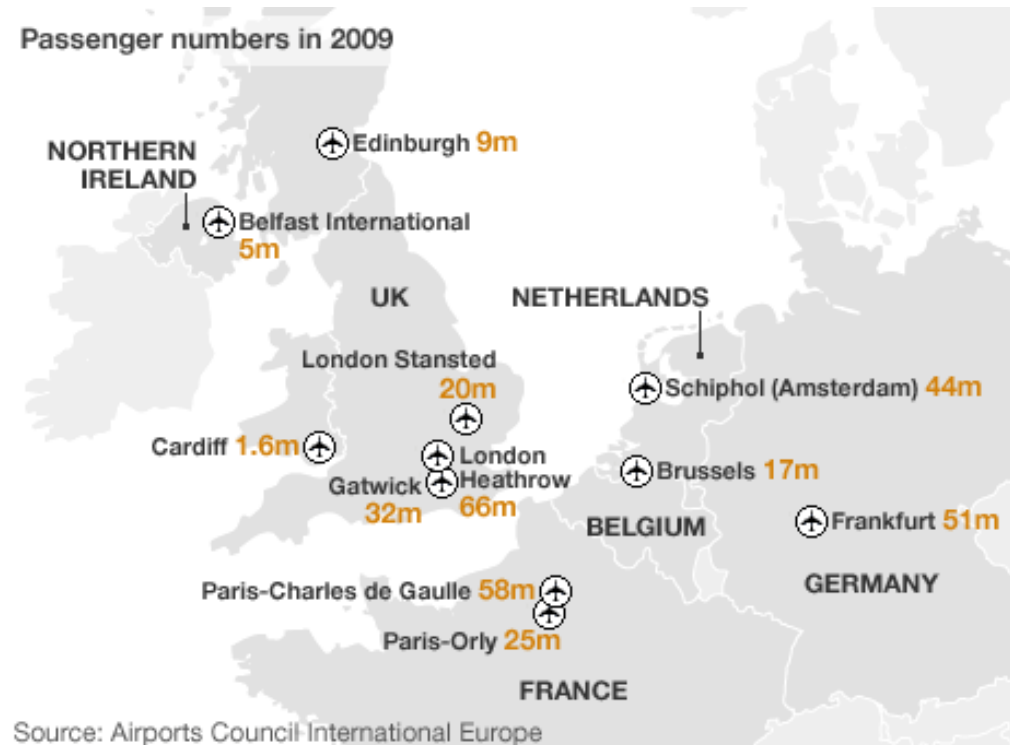 Passenger numbers in 2009
Edinburgh 9m
NORTHERN
IRELAND
Belfast International
5m
UK
NETHERLANDS
London Stansted
20m
Schiphol (Amsterdam) 44m
Cardiff 1.6m
London
Heathrow
66m
Gatwick
32m
Brussels 17m
BELGIUM
Frankfurt 51m
GERMANY
Paris-Charles de Gaulle 58m
Paris-Orly 25m
FRANCE
Source: Airports Council International Europe